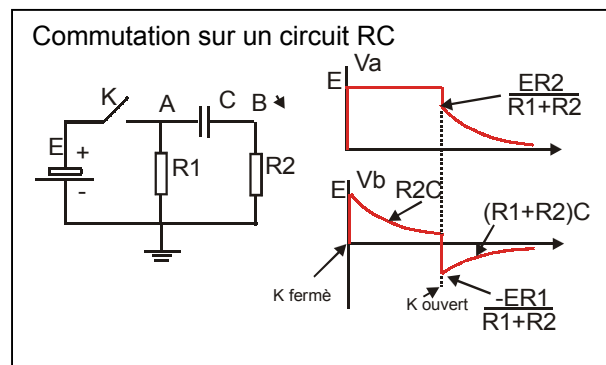 Commutation sur un circuit RC
K
A
C
B
E
+
-
R1
R2
Va
E
ER2
R1+R2
Vb
E
R2C
(R1+R2)C
K fermè
K ouvert
-ER1
R1+R2